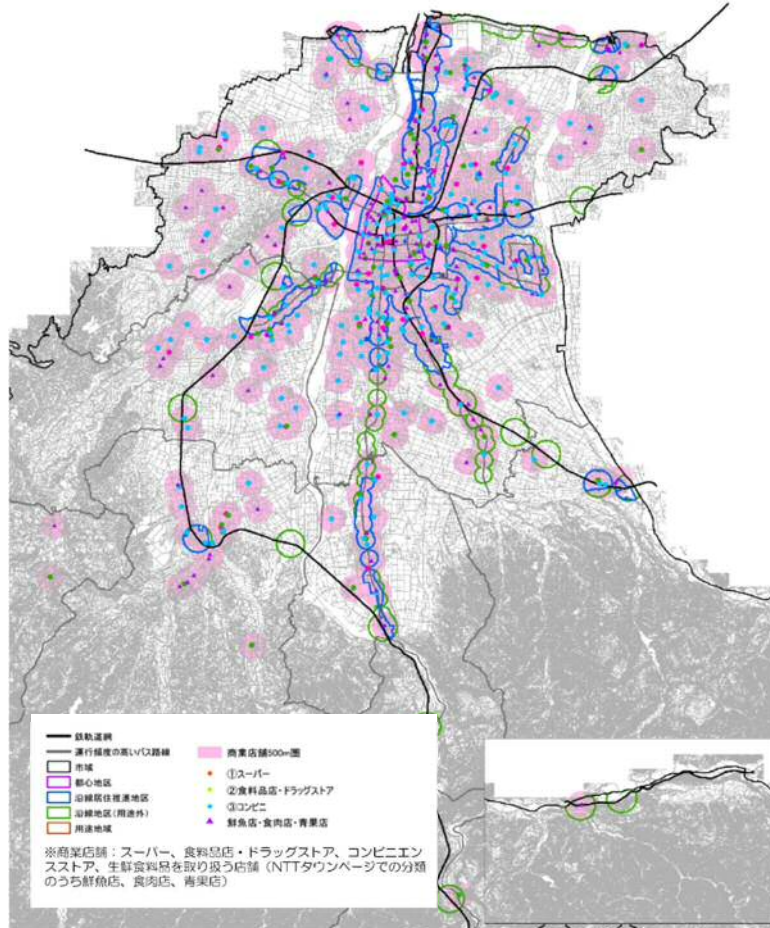 鉄軌道網
運行頻度の高いバス路線
市域
都心地区
沿線居住推進地区
沿線地区(用途外)
用途地域
商業店舗500m圏
①スーパー
②食料品店・ドラッグストア
③コンビニ
鮮魚店・食肉店・青果店
※商業店舗:スーパー、食料品店・ドラッグストア、コンビニエン
スストア、生鮮食料品を取り扱う店舗(NTTタウンページでの分類
のうち鮮魚店、食肉店、青果店)